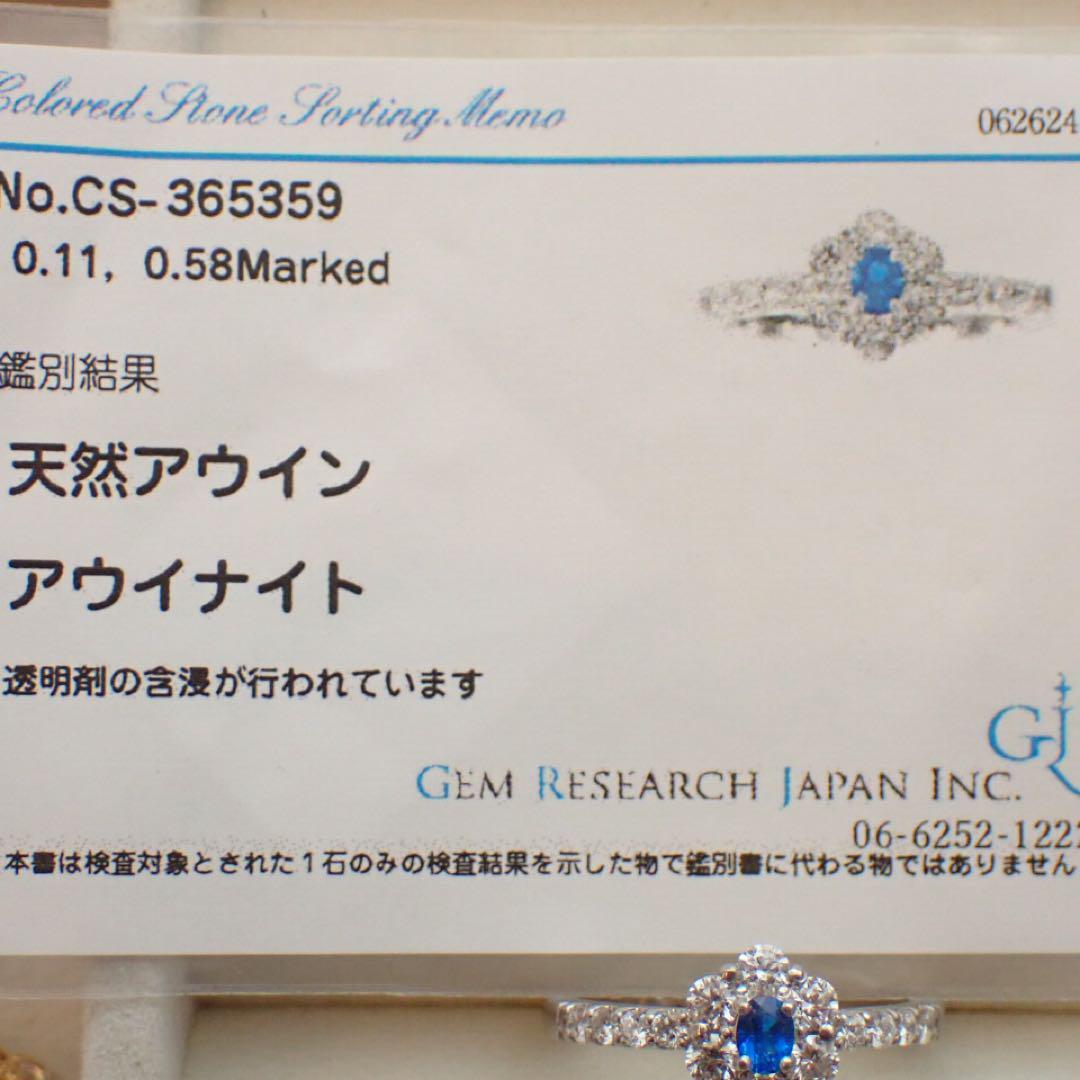 Colored Stone Sorting Memo
062624
No.CS-365359
0.11, 0.58Marked
鑑別結果
天然アウイン
アウイナイト
透明剤の含浸が行われています
GEM RESEARCH JAPAN INC.
06-6252-1222
本書は検査対象とされた1石のみの検査結果を示した物で鑑別書に代わる物ではありません